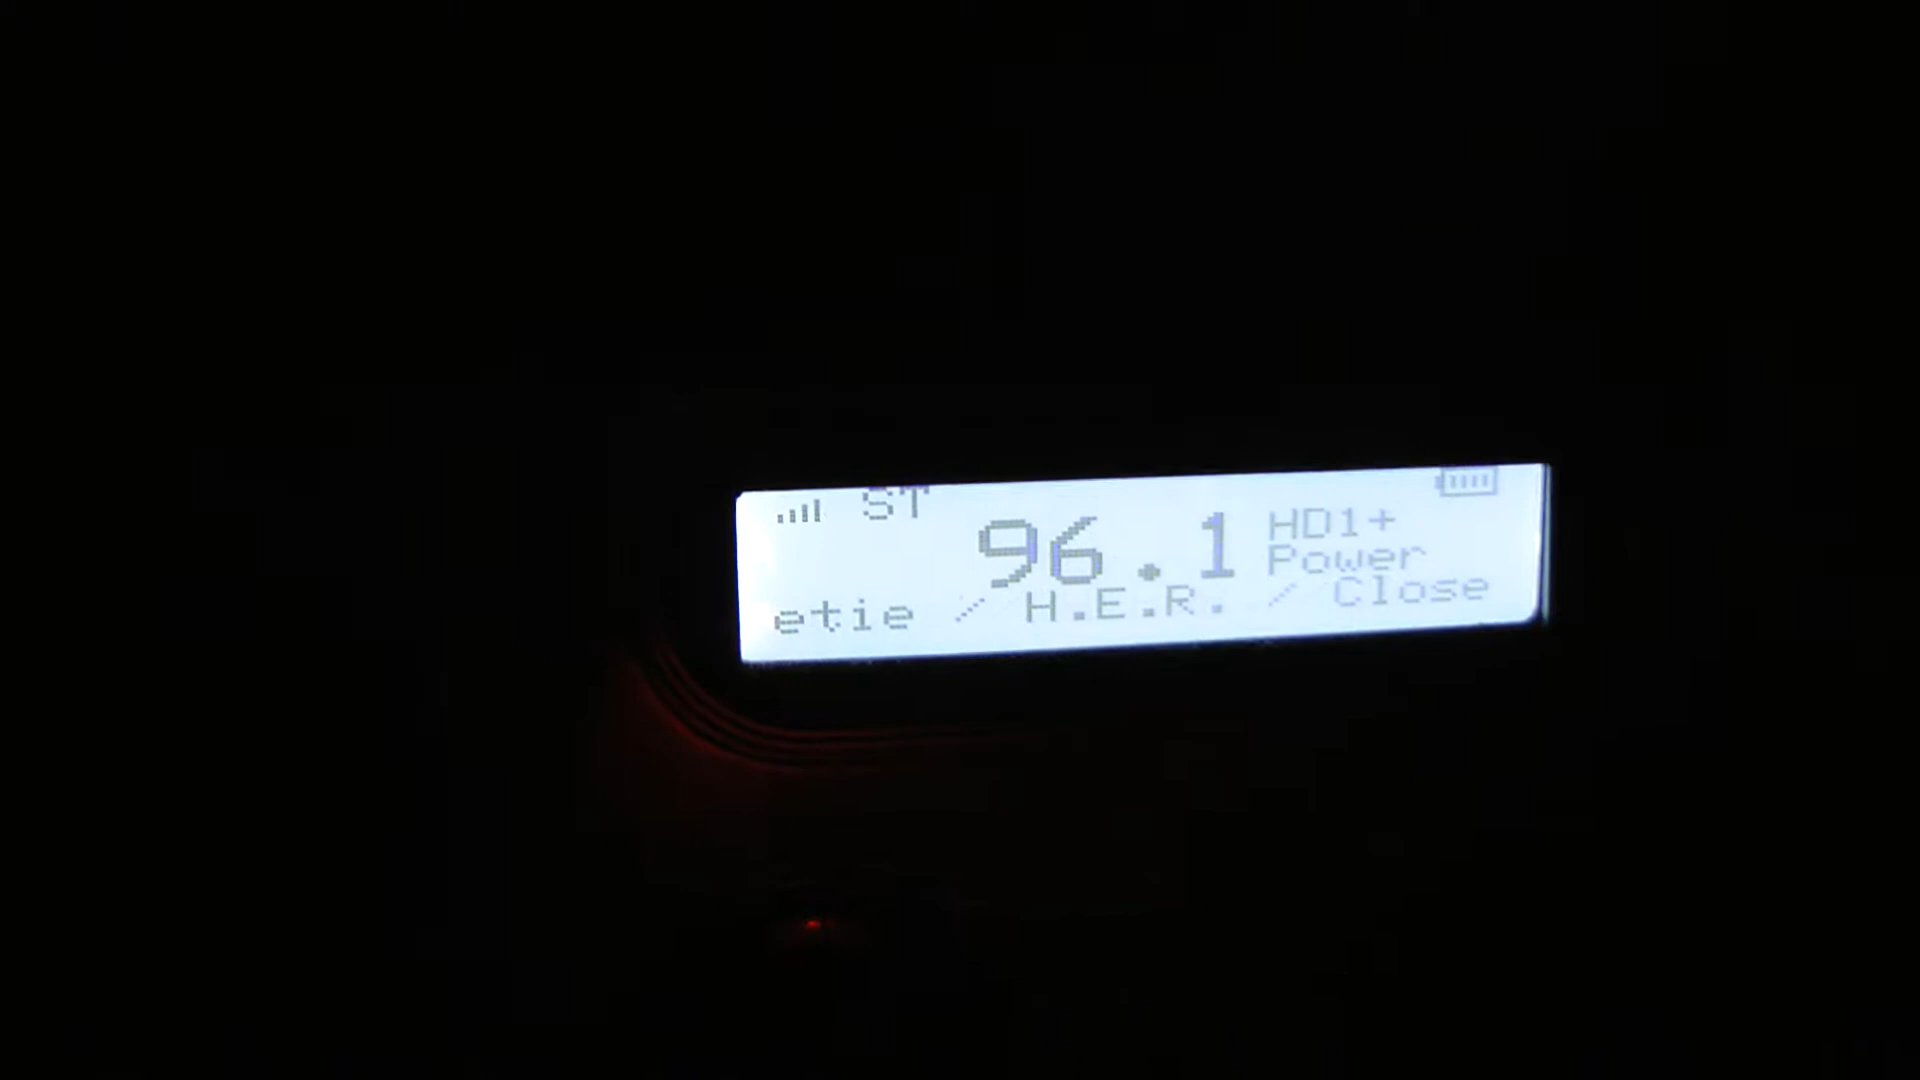 ST
96.1
HD1+
Power
etie / H.E.R. / Close